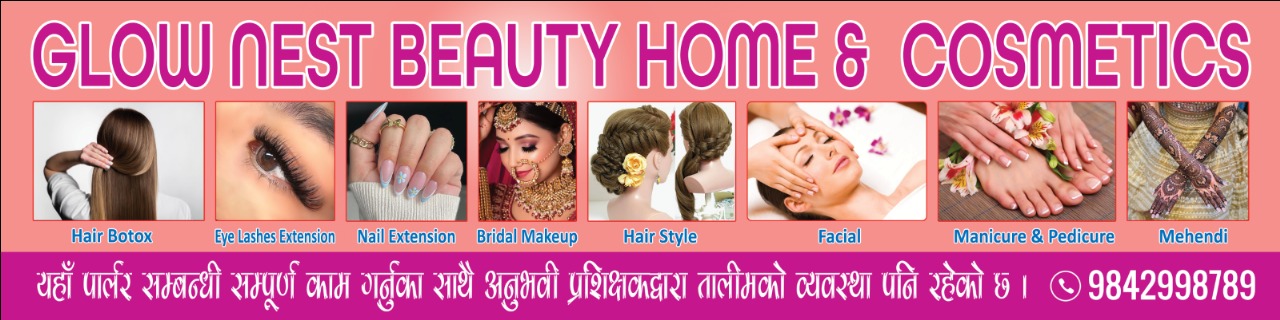 GLOW NEST BEAUTY HOME & COSMETICS
Hair Botox
Eye Lashes Extension
Nail Extension
Bridal Makeup
Hair Style
Facial
Manicure & Pedicure
Mehendi
यहाँ पार्लर सम्बन्धी सम्पूर्ण काम गर्नुका साथै अनुभवी प्रशिक्षकद्वारा तालीमको व्यवस्था पनि रहेको छ । 9842998789